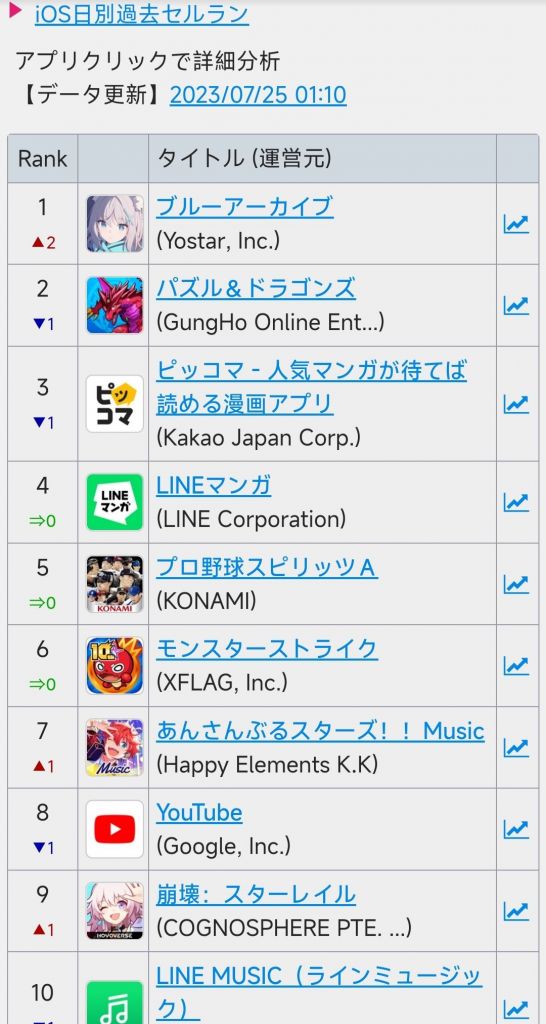 iOS日別過去セルラン
アプリクリックで詳細分析
【データ更新】2023/07/25 01:10
Rank タイトル (運営元)
1 ブルーアーカイブ
▲2 (Yostar, Inc.)
2 パズル＆ドラゴンズ
▼1 (GungHo Online Ent...)
ピッコマ - 人気マンガが待てば
3 ピッコマ 読める漫画アプリ
▼1 (Kakao Japan Corp.)
4 LINEマンガ LINEマンガ
⇒0 (LINE Corporation)
5 プロ野球スピリッツＡ
⇒0 KONAMI (KONAMI)
6 モンスターストライク
⇒0 (XFLAG, Inc.)
7 あんさんぶるスターズ！！Music
▲1 Music (Happy Elements K.K)
8 YouTube
▼1 (Google, Inc.)
9 崩壊：スターレイル
▲1 HOYOVERSE (COGNOSPHERE PTE. ...)
LINE MUSIC（ラインミュージッ
10 ク）